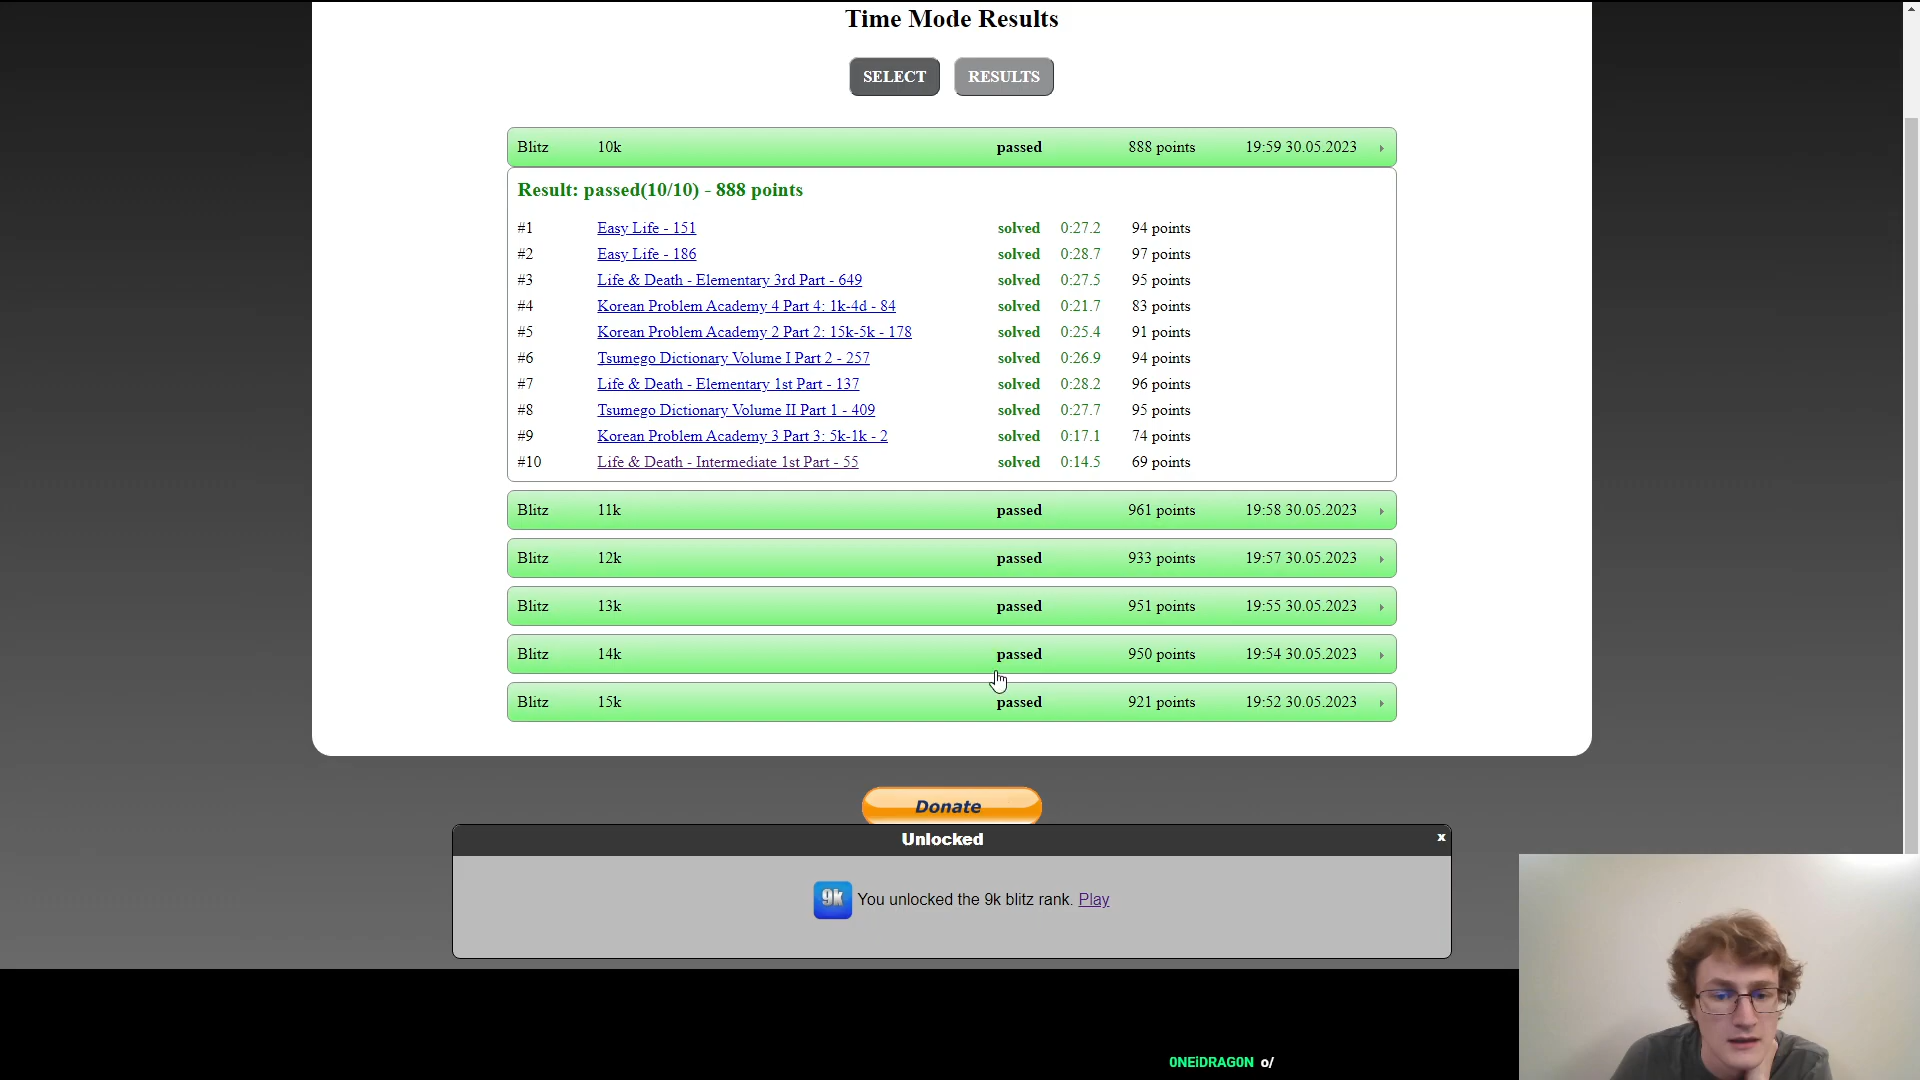 Time Mode Results
SELECT RESULTS
Blitz 10k passed 888 points 19:59 30.05.2023
Result: passed(10/10) - 888 points
#1 Easy Life - 151 solved 0:27.2 94 points
#2 Easy Life - 186 solved 0:28.7 97 points
#3 Life & Death - Elementary 3rd Part - 649 solved 0:27.5 95 points
#4 Korean Problem Academy 4 Part 4: 1k-4d - 84 solved 0:21.7 83 points
#5 Korean Problem Academy 2 Part 2: 15k-5k - 178 solved 0:25.4 91 points
#6 Tsumego Dictionary Volume I Part 2 - 257 solved 0:26.9 94 points
#7 Life & Death - Elementary 1st Part - 137 solved 0:28.2 96 points
#8 Tsumego Dictionary Volume II Part 1 - 409 solved 0:27.7 95 points
#9 Korean Problem Academy 3 Part 3: 5k-1k - 2 solved 0:17.1 74 points
#10 Life & Death - Intermediate 1st Part - 55 solved 0:14.5 69 points
Blitz 11k passed 961 points 19:58 30.05.2023
Blitz 12k passed 933 points 19:57 30.05.2023
Blitz 13k passed 951 points 19:55 30.05.2023
Blitz 14k passed 950 points 19:54 30.05.2023
Blitz 15k passed 921 points 19:52 30.05.2023
Donate
Unlocked x
9k You unlocked the 9k blitz rank. Play
0NEiDRAG0N o/